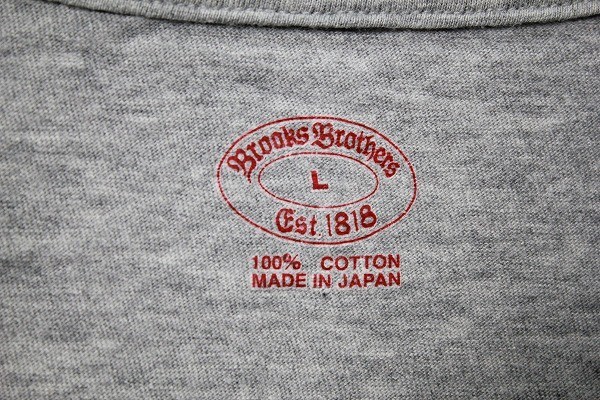 Brooks Brothers
L
Est. 1818
100% COTTON
MADE IN JAPAN